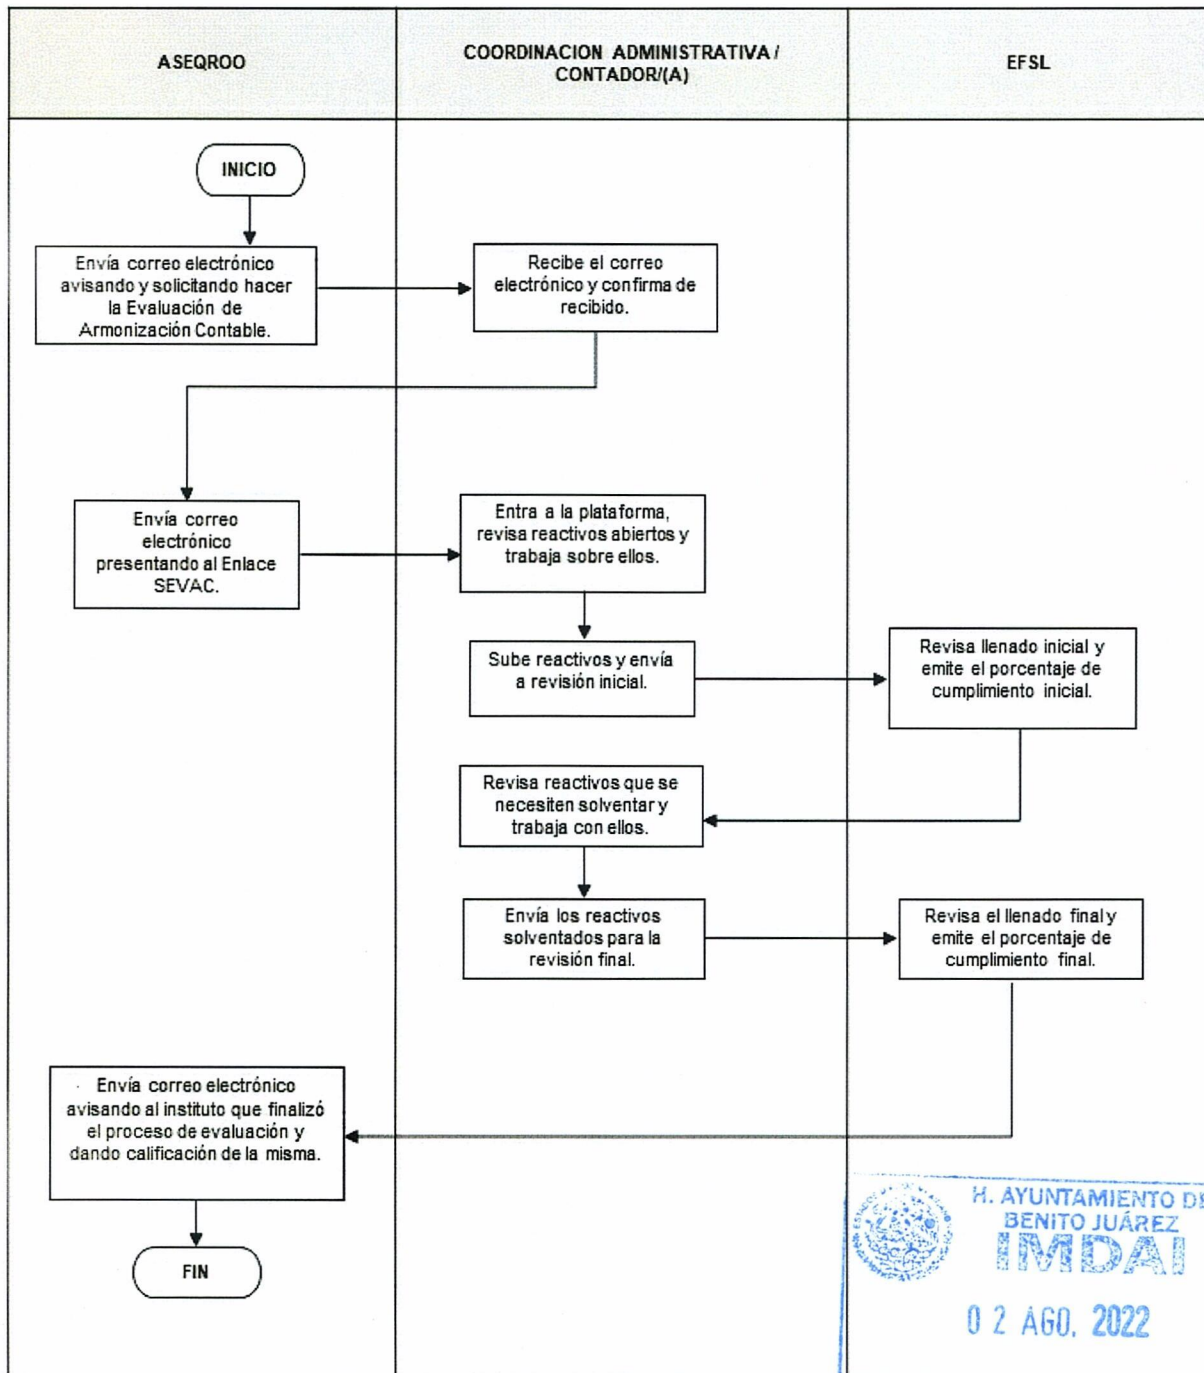 ASEQROO
COORDINACION ADMINISTRATIVA /
CONTADOR/(A)
EFSL
INICIO
Envía correo electrónico
avisando y solicitando hacer
la Evaluación de
Armonización Contable.
Recibe el correo
electrónico y confirma de
recibido.
Envía correo
electrónico
presentando al Enlace
SEVAC.
Entra a la plataforma,
revisa reactivos abiertos y
trabaja sobre ellos.
Sube reactivos y envía
a revisión inicial.
Revisa llenado inicial y
emite el porcentaje de
cumplimiento inicial.
Revisa reactivos que se
necesiten solventar y
trabaja con ellos.
Envía los reactivos
solventados para la
revisión final.
Revisa el llenado final y
emite el porcentaje de
cumplimiento final.
Envía correo electrónico
avisando al instituto que finalizó
el proceso de evaluación y
dando calificación de la misma.
FIN
H. AYUNTAMIENTO DE
BENITO JUÁREZ
IMDAI
02 AGO. 2022